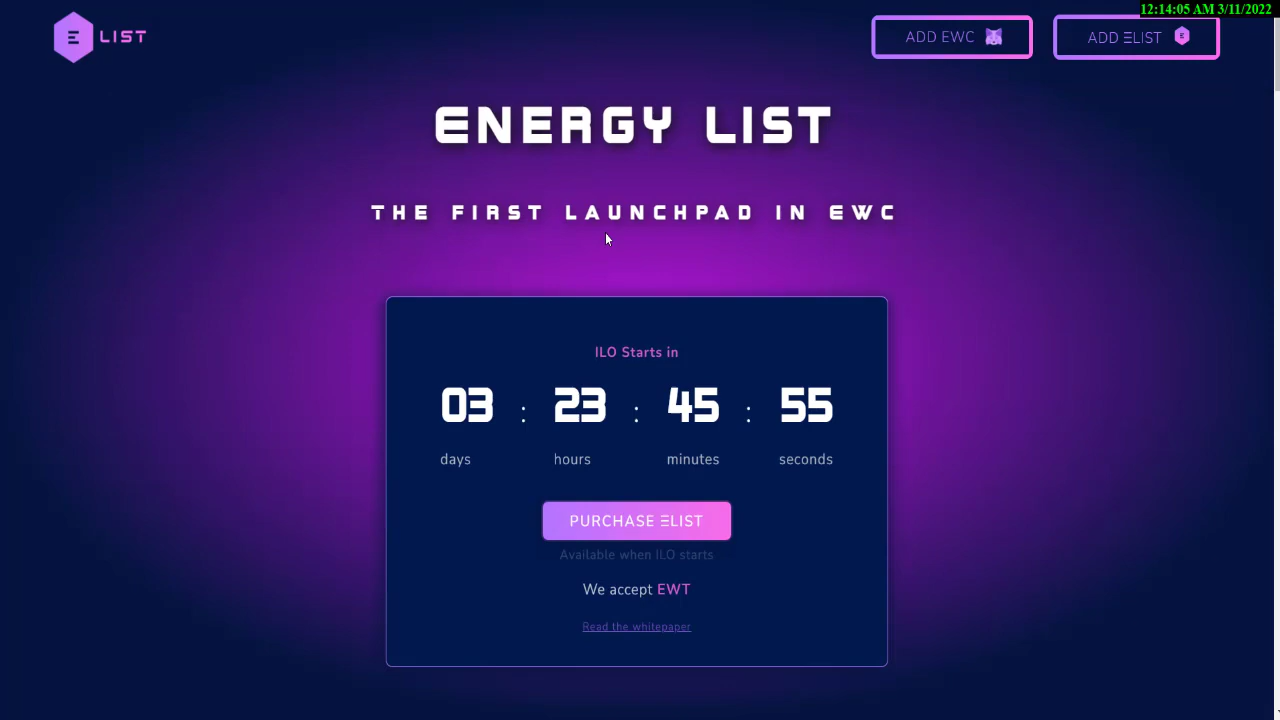 12:14:05 AM 3/11/2022
E LIST
ADD EWC
ADD ΞLIST E
ENERGY LIST
THE FIRST LAUNCHPAD IN EWC
ILO Starts in
03 : 23 : 45 : 55
days hours minutes seconds
PURCHASE ΞLIST
Available when ILO starts
We accept EWT
Read the whitepaper